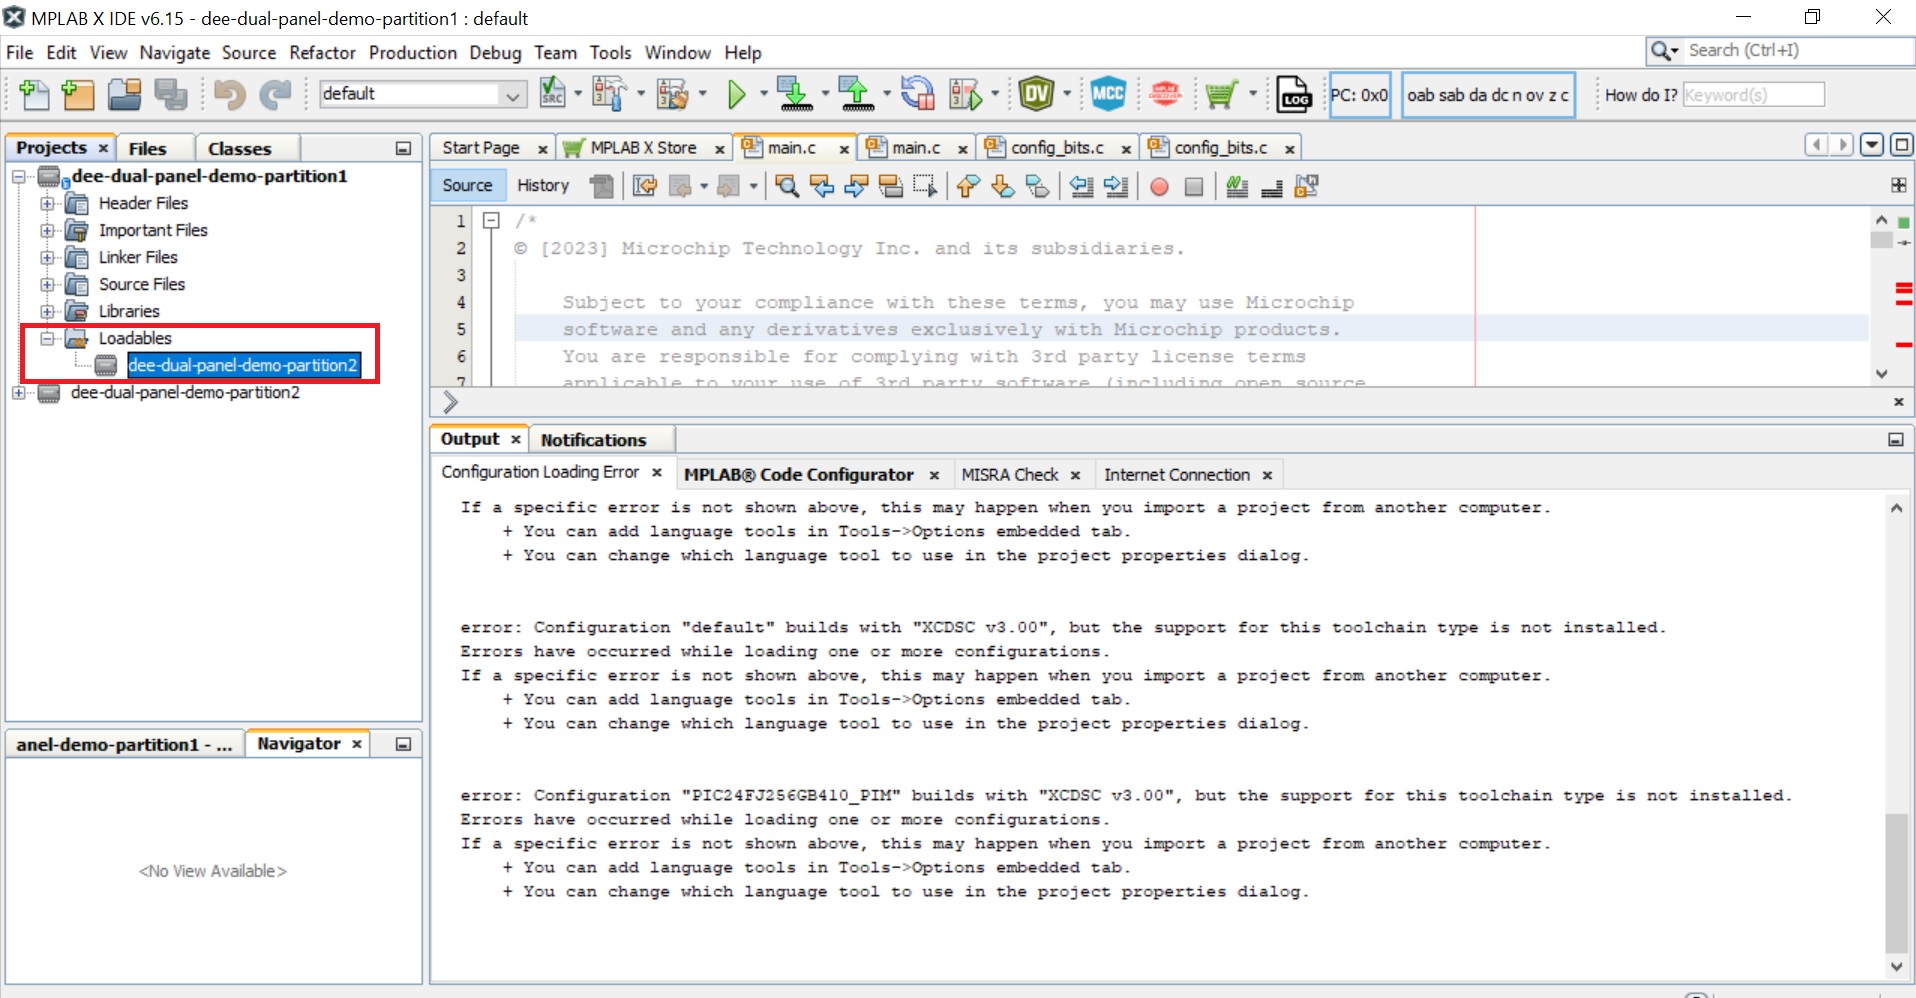 MPLAB X IDE v6.15 - dee-dual-panel-demo-partition1 : default
File Edit View Navigate Source Refactor Production Debug Team Tools Window Help
Search (Ctrl+I)
default
SRC
DV
MCC
LOG
PC: 0x0
oab sab da dc n ov z c
How do I?
Keyword(s)
Projects
Files
Classes
dee-dual-panel-demo-partition1
Header Files
Important Files
Linker Files
Source Files
Libraries
Loadables
dee-dual-panel-demo-partition2
dee-dual-panel-demo-partition2
Start Page
MPLAB X Store
main.c
main.c
config_bits.c
config_bits.c
Source
History
1 /*
2 © [2023] Microchip Technology Inc. and its subsidiaries.
3
4 Subject to your compliance with these terms, you may use Microchip
5 software and any derivatives exclusively with Microchip products.
6 You are responsible for complying with 3rd party license terms
7 applicable to your use of 3rd party software (including open source
Output
Notifications
Configuration Loading Error
MPLAB® Code Configurator
MISRA Check
Internet Connection
If a specific error is not shown above, this may happen when you import a project from another computer.
+ You can add language tools in Tools->Options embedded tab.
+ You can change which language tool to use in the project properties dialog.
error: Configuration "default" builds with "XCDSC v3.00", but the support for this toolchain type is not installed.
Errors have occurred while loading one or more configurations.
If a specific error is not shown above, this may happen when you import a project from another computer.
+ You can add language tools in Tools->Options embedded tab.
+ You can change which language tool to use in the project properties dialog.
error: Configuration "PIC24FJ256GB410_PIM" builds with "XCDSC v3.00", but the support for this toolchain type is not installed.
Errors have occurred while loading one or more configurations.
If a specific error is not shown above, this may happen when you import a project from another computer.
+ You can add language tools in Tools->Options embedded tab.
+ You can change which language tool to use in the project properties dialog.
anel-demo-partition1 - ...
Navigator
<No View Available>